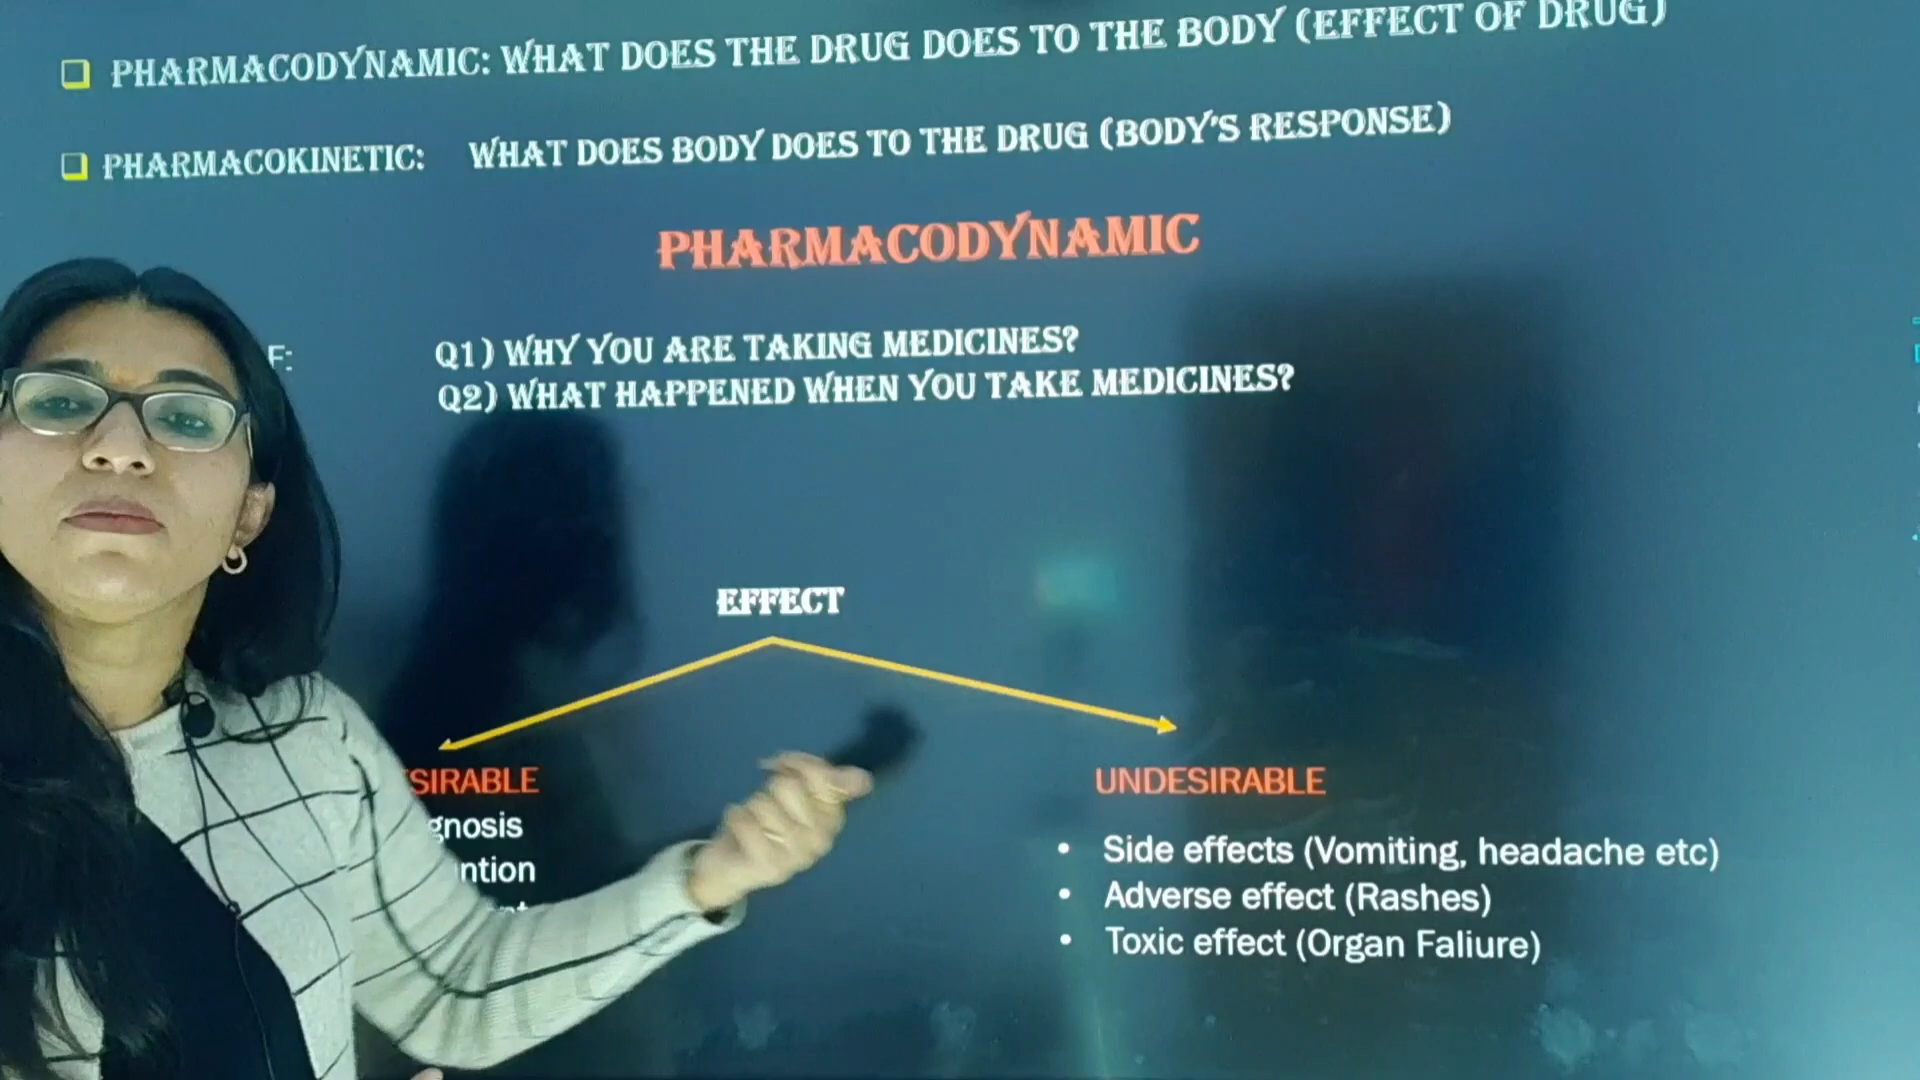 PHARMACODYNAMIC: WHAT DOES THE DRUG DOES TO THE BODY (EFFECT OF DRUG)
PHARMACOKINETIC: WHAT DOES BODY DOES TO THE DRUG (BODY'S RESPONSE)
PHARMACODYNAMIC
F: Q1) WHY YOU ARE TAKING MEDICINES?
Q2) WHAT HAPPENED WHEN YOU TAKE MEDICINES?
EFFECT
SIRABLE
gnosis
ntion
UNDESIRABLE
• Side effects (Vomiting, headache etc)
• Adverse effect (Rashes)
• Toxic effect (Organ Faliure)